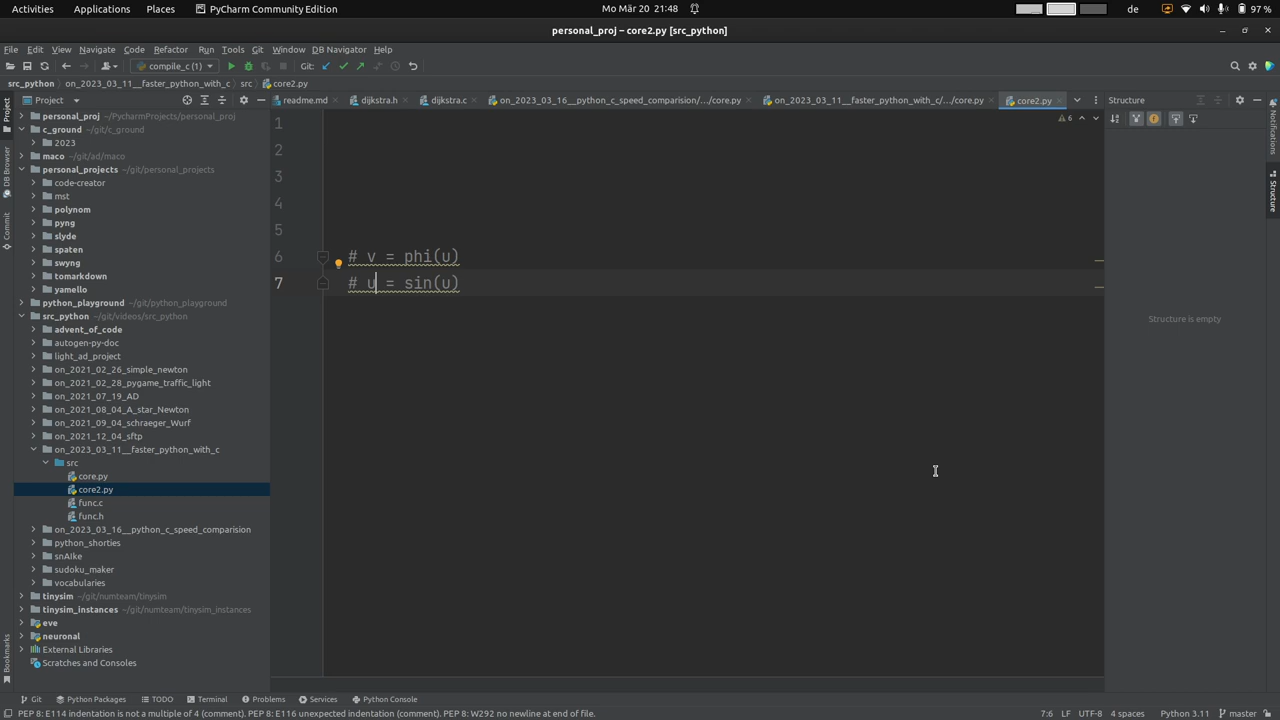 Activities Applications Places PyCharm Community Edition Mo Mär 20 21:48 de 97 %
personal_proj – core2.py [src_python]
File Edit View Navigate Code Refactor Run Tools Git Window DB Navigator Help
compile_c (1) Git:
src_python on_2023_03_11__faster_python_with_c src core2.py
Project
readme.md dijkstra.h dijkstra.c on_2023_03_16__python_c_speed_comparision/.../core.py on_2023_03_11__faster_python_with_c/.../core.py core2.py
Structure
Project
DB Browser
Commit
Bookmarks
personal_proj ~/PycharmProjects/personal_proj
c_ground ~/git/c_ground
2023
maco ~/git/ad/maco
personal_projects ~/git/personal_projects
code-creator
mst
polynom
pyng
slyde
spaten
swyng
tomarkdown
yamello
python_playground ~/git/python_playground
src_python ~/git/videos/src_python
advent_of_code
autogen-py-doc
light_ad_project
on_2021_02_26_simple_newton
on_2021_02_28_pygame_traffic_light
on_2021_07_19_AD
on_2021_08_04_A_star_Newton
on_2021_09_04_schraeger_Wurf
on_2021_12_04_sftp
on_2023_03_11__faster_python_with_c
src
core.py
core2.py
func.c
func.h
on_2023_03_16__python_c_speed_comparision
python_shorties
snAIke
sudoku_maker
vocabularies
tinysim ~/git/numteam/tinysim
tinysim_instances ~/git/numteam/tinysim_instances
eve
neuronal
External Libraries
Scratches and Consoles
1
2
3
4
5
6 # v = phi(u)
7 # u = sin(u)
6
Structure is empty
Notifications
Structure
Git Python Packages TODO Terminal Problems Services Python Console
PEP 8: E114 indentation is not a multiple of 4 (comment). PEP 8: E116 unexpected indentation (comment). PEP 8: W292 no newline at end of file. 7:6 LF UTF-8 4 spaces Python 3.11 master